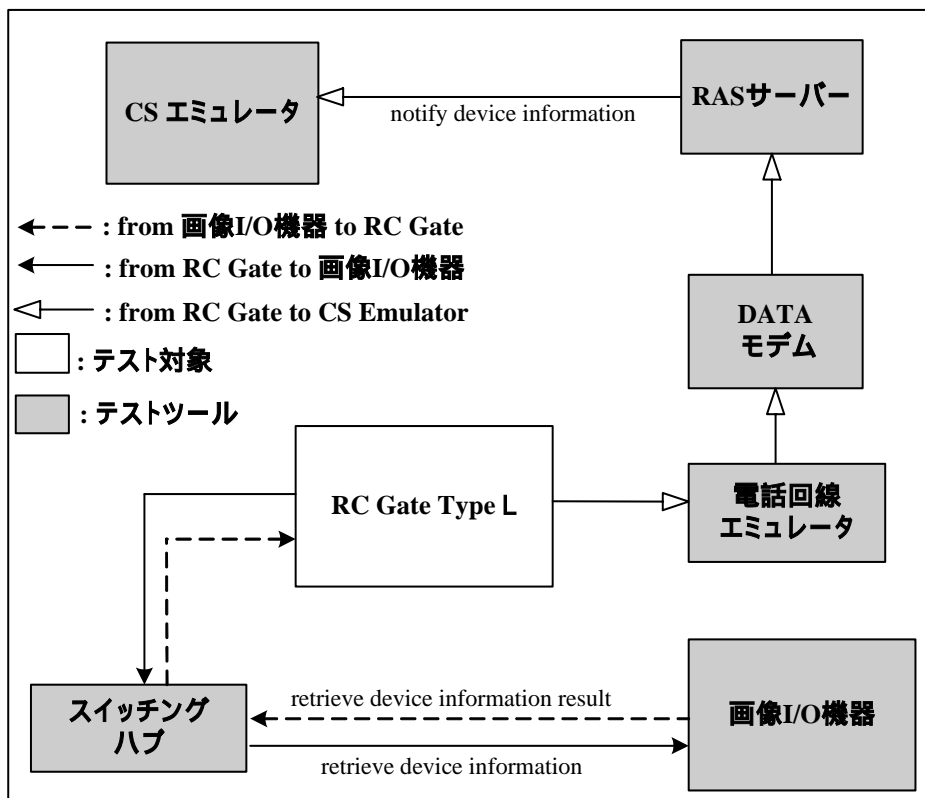 CS エミュレータ
RASサーバー
notify device information
: from 画像I/O機器 to RC Gate
: from RC Gate to 画像I/O機器
: from RC Gate to CS Emulator
DATA
モデム
: テスト対象
: テストツール
RC Gate Type L
電話回線
エミュレータ
スイッチング
ハブ
retrieve device information result
画像I/O機器
retrieve device information